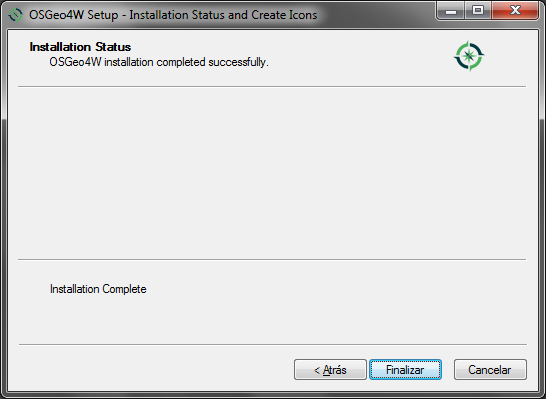 OSGeo4W Setup - Installation Status and Create Icons
Installation Status
OSGeo4W installation completed successfully.
Installation Complete
< Atrás Finalizar Cancelar